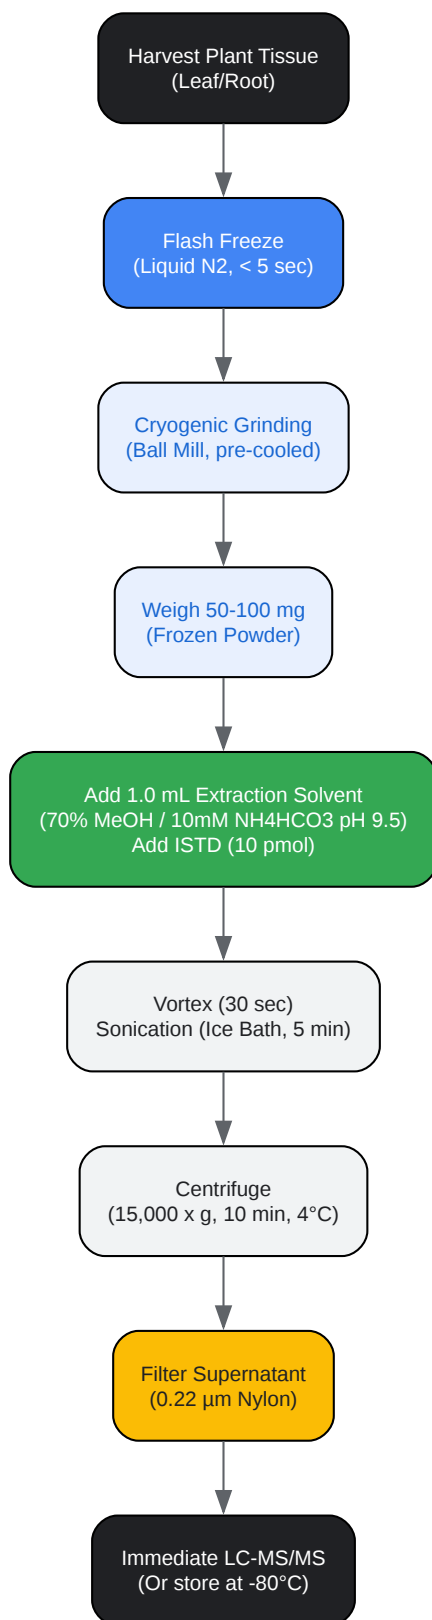 Harvest Plant Tissue
(Leaf/Root)
Flash Freeze
(Liquid N2, < 5 sec)
Cryogenic Grinding
(Ball Mill, pre-cooled)
Weigh 50-100 mg
(Frozen Powder)
Add 1.0 mL Extraction Solvent
(70% MeOH / 10mM NH4HCO3 pH 9.5)
Add ISTD (10 pmol)
Vortex (30 sec)
Sonication (Ice Bath, 5 min)
Centrifuge
(15,000 x g, 10 min, 4°C)
Filter Supernatant
(0.22 µm Nylon)
Immediate LC-MS/MS
(Or store at -80°C)